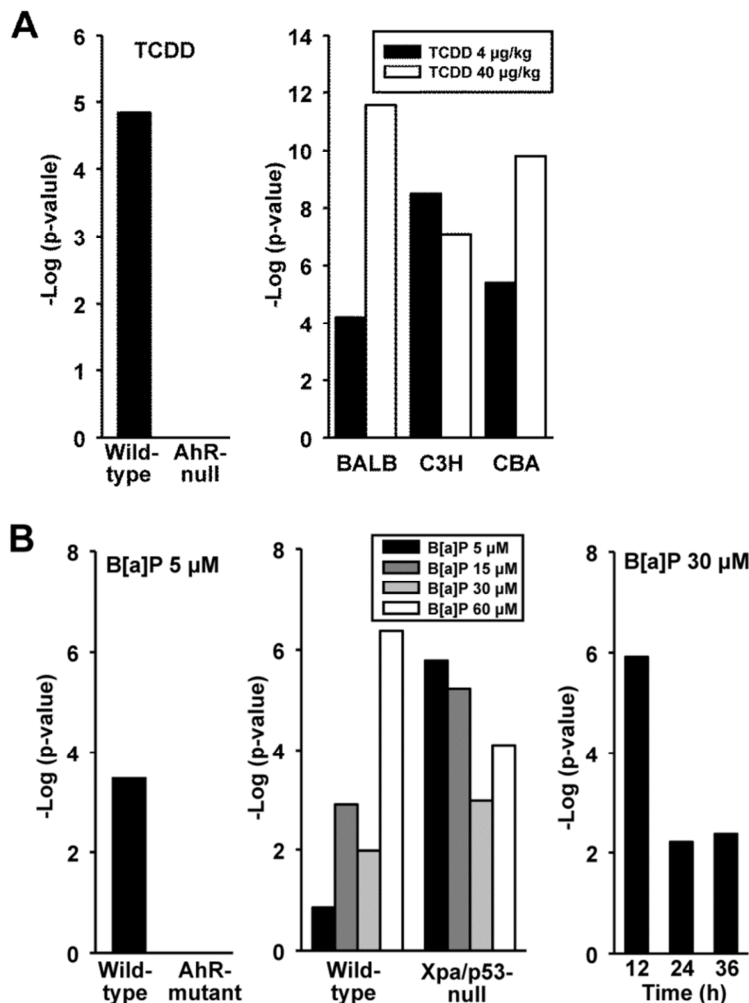 A
TCDD
-Log (p-valule)
6
5
4
3
2
1
0
Wild-
type
AhR-
null
TCDD 4 µg/kg
TCDD 40 µg/kg
-Log (p-value)
14
12
10
8
6
4
2
0
BALB
C3H
CBA
B
B[a]P 5 µM
-Log (p-value)
8
6
4
2
0
Wild-
type
AhR-
mutant
B[a]P 5 µM
B[a]P 15 µM
B[a]P 30 µM
B[a]P 60 µM
-Log (p-value)
8
6
4
2
0
Wild-
type
Xpa/p53-
null
B[a]P 30 µM
-Log (p-value)
8
6
4
2
0
12 24 36
Time (h)